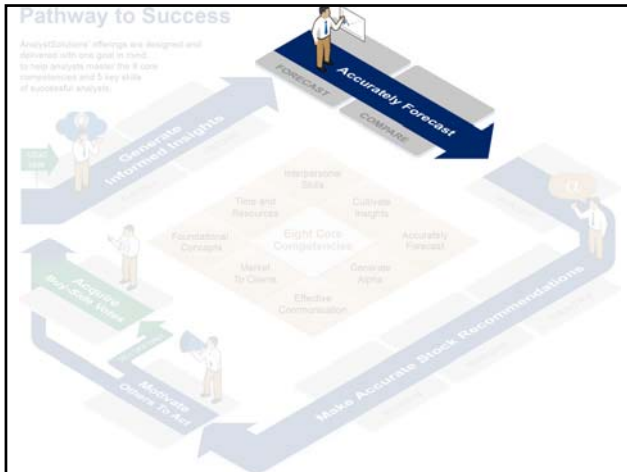 Pathway to Success
AnalystSolutions' offerings are designed and
delivered with one goal in mind:
to help analysts master the 8 core
competencies and 5 key skills
of successful analysts.
Accurately Forecast
FORECAST
COMPARE
Generate
Informed Insights
Interpersonal
Skills
Time and
Resources
Cultivate
Insights
Foundational
Concepts
Eight Core
Competencies
Accurately
Forecast
Market
To Clients
Generate
Alpha
Effective
Communication
Acquire
Buy-Side Votes
Motivate
Others To Act
Make Accurate Stock Recommendations